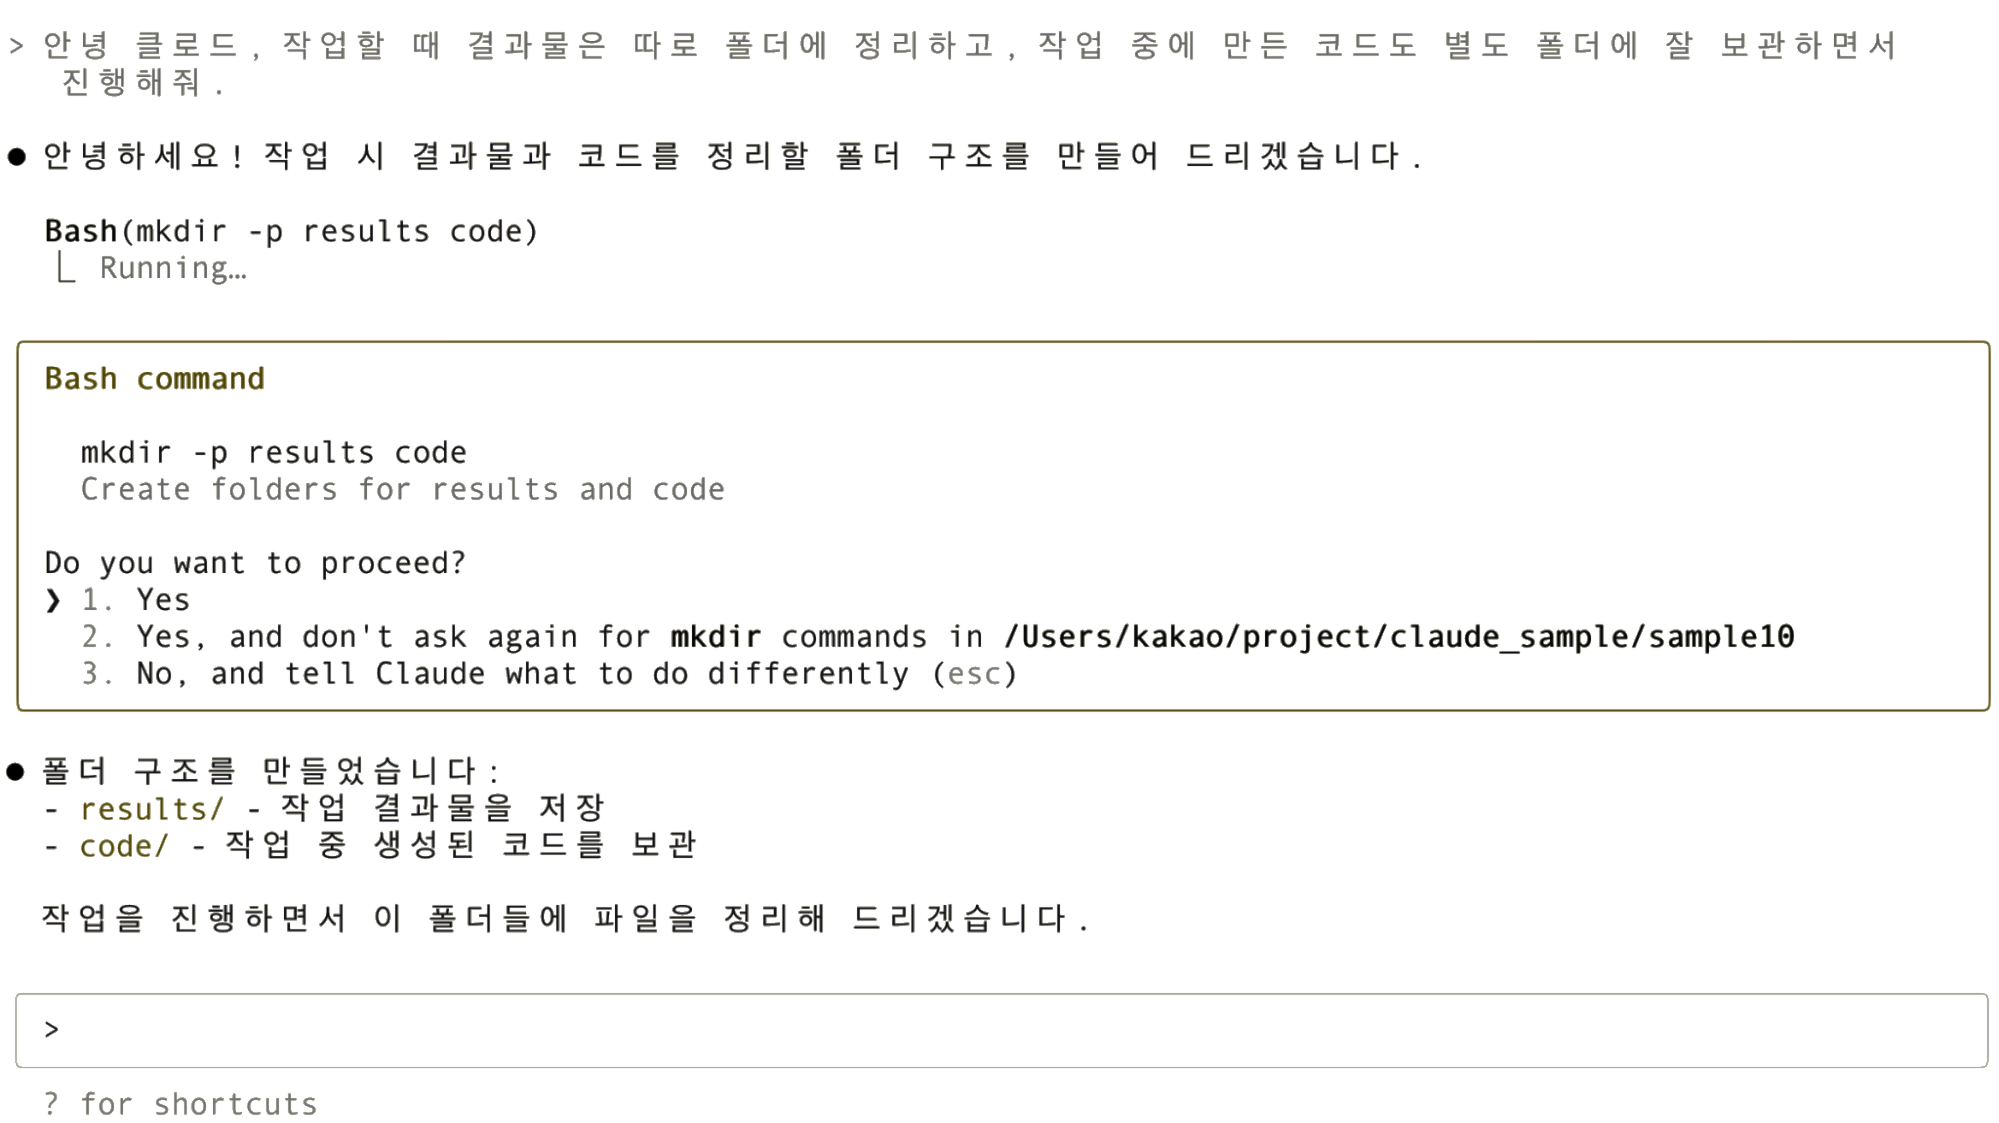 > 안녕 클로드, 작업할 때 결과물은 따로 폴더에 정리하고, 작업 중에 만든 코드도 별도 폴더에 잘 보관하면서
진행해줘.
● 안녕하세요! 작업 시 결과물과 코드를 정리할 폴더 구조를 만들어 드리겠습니다.
Bash(mkdir -p results code)
⎿ Running…
Bash command
mkdir -p results code
Create folders for results and code
Do you want to proceed?
❯ 1. Yes
2. Yes, and don't ask again for mkdir commands in /Users/kakao/project/claude_sample/sample10
3. No, and tell Claude what to do differently (esc)
● 폴더 구조를 만들었습니다:
- results/ - 작업 결과물을 저장
- code/ - 작업 중 생성된 코드를 보관
작업을 진행하면서 이 폴더들에 파일을 정리해 드리겠습니다.
>
? for shortcuts